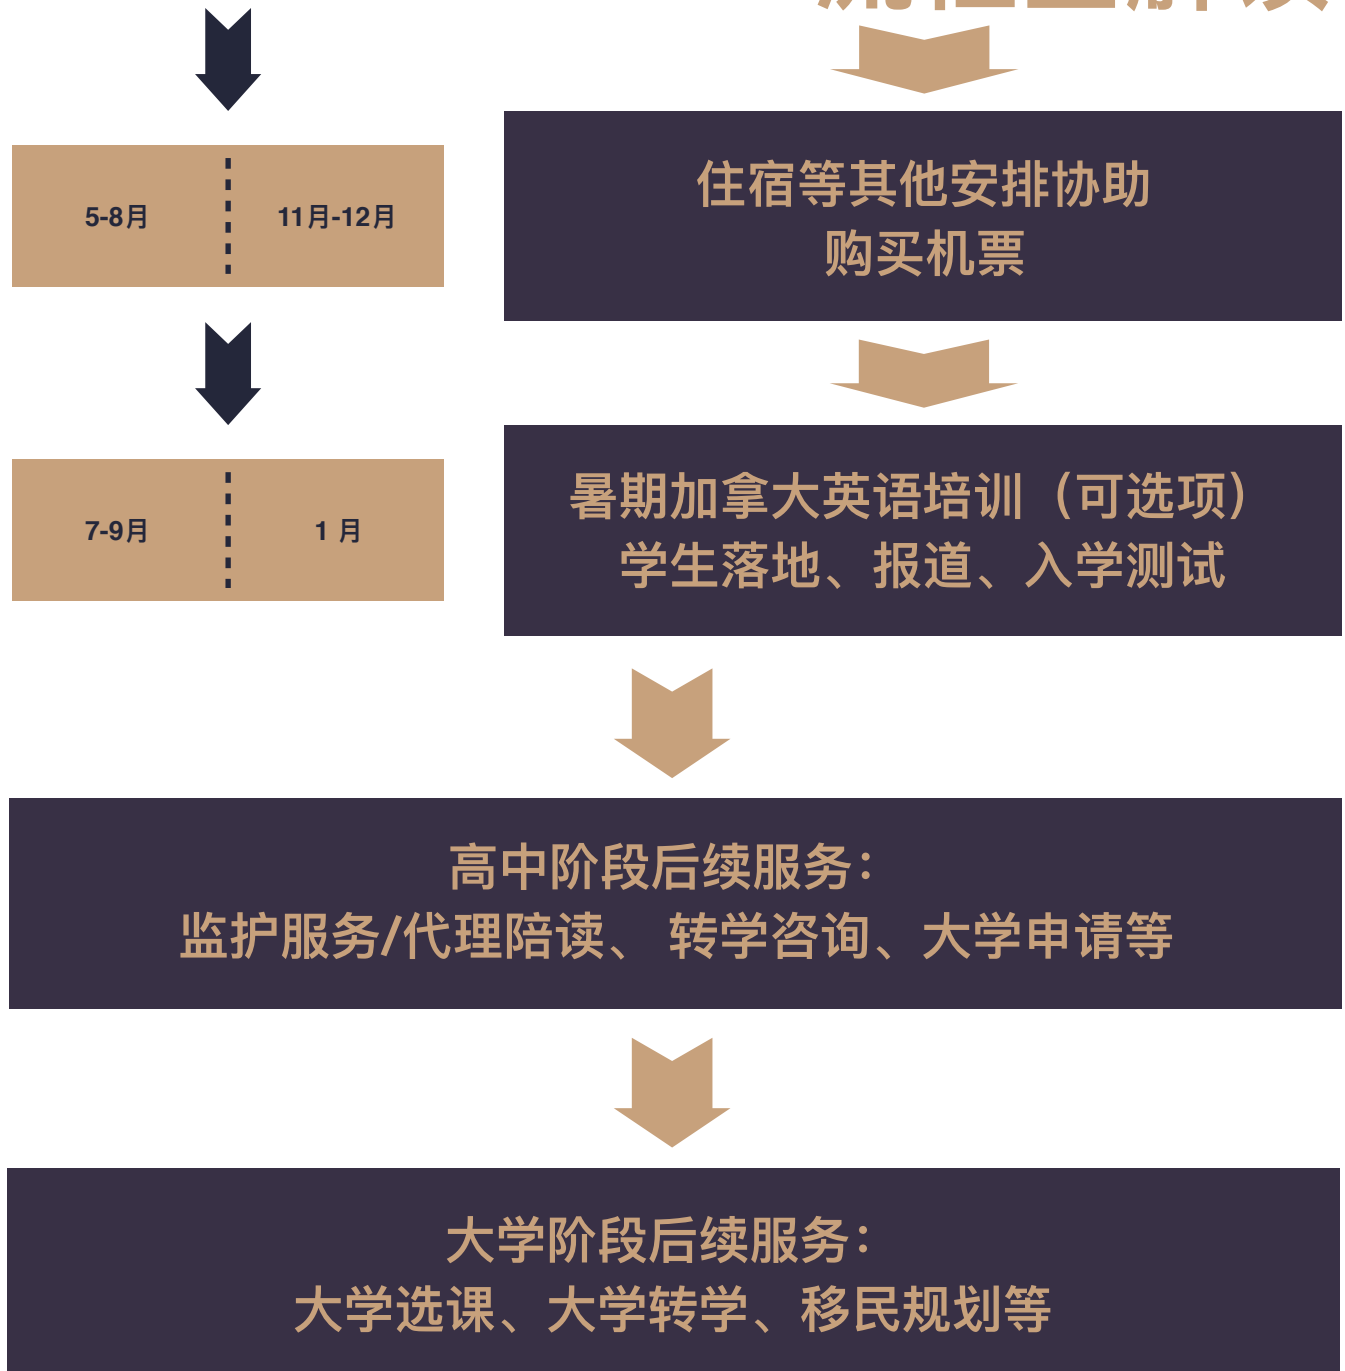 5-8月
11月-12月
住宿等其他安排协助
购买机票
7-9月
1 月
暑期加拿大英语培训（可选项）
学生落地、报道、入学测试
高中阶段后续服务：
监护服务/代理陪读、 转学咨询、大学申请等
大学阶段后续服务：
大学选课、大学转学、移民规划等